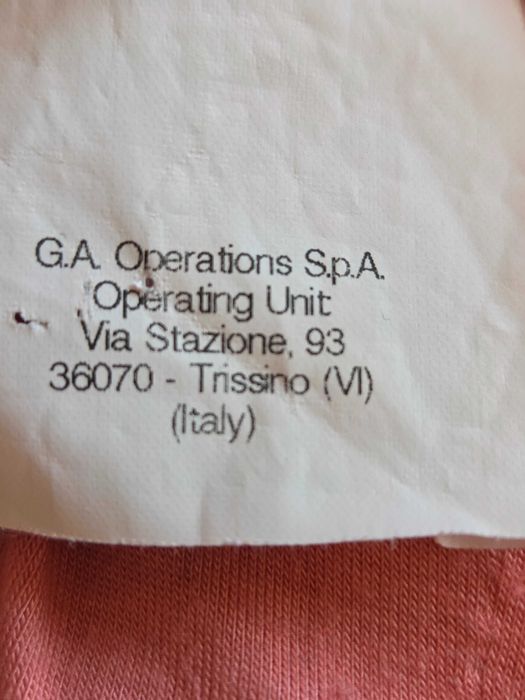 G.A. Operations S.p.A.
Operating Unit
Via Stazione, 93
36070 - Trissino (VI)
(Italy)